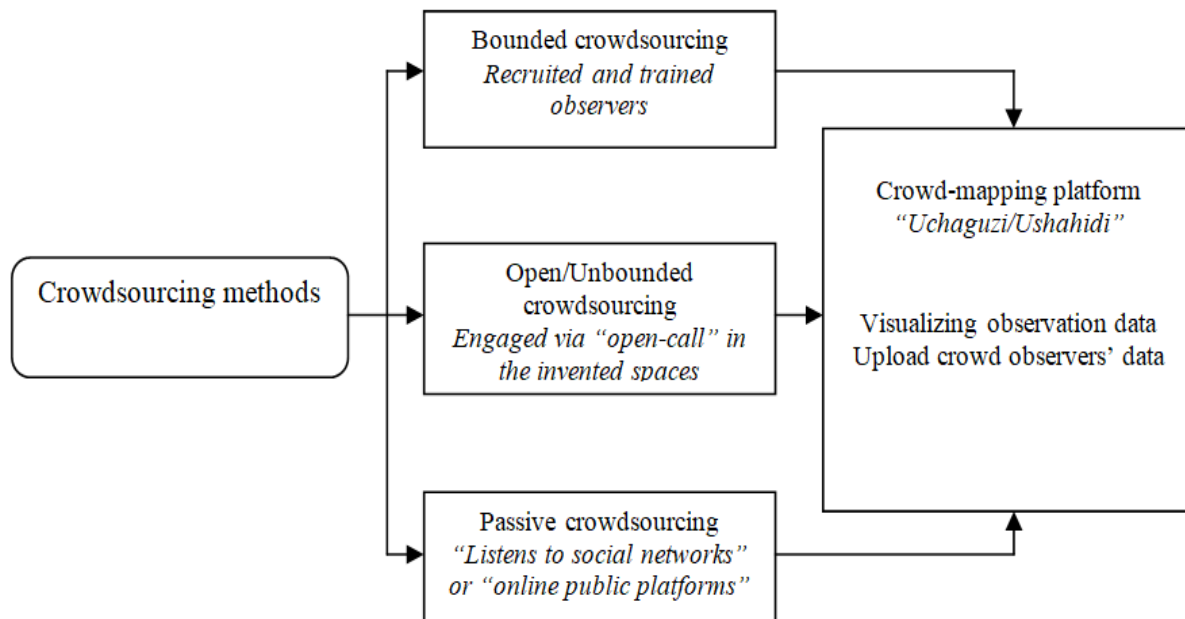 Bounded crowdsourcing
Recruited and trained
observers
Crowd-mapping platform
“Uchaguzi/Ushahidi”
Visualizing observation data
Upload crowd observers’ data
Crowdsourcing methods
Open/Unbounded
crowdsourcing
Engaged via “open-call” in
the invented spaces
Passive crowdsourcing
“Listens to social networks”
or “online public platforms”